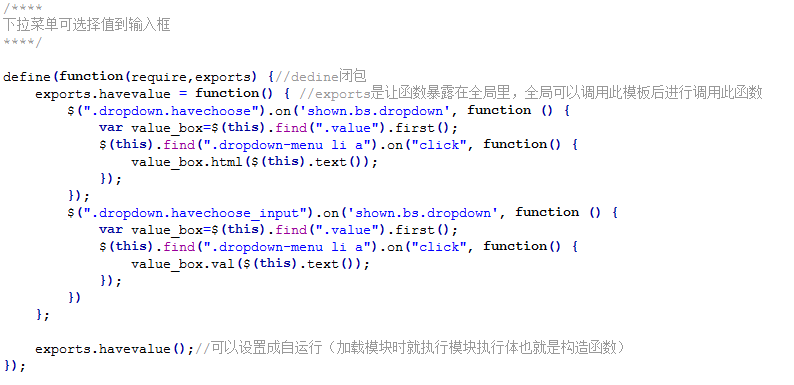 /****
下拉菜单可选择值到输入框
****/
define(function(require,exports) {//dedine闭包
    exports.havevalue = function() { //exports是让函数暴露在全局里，全局可以调用此模板后进行调用此函数
        $(".dropdown.havechoose").on('shown.bs.dropdown', function () {
            var value_box=$(this).find(".value").first();
            $(this).find(".dropdown-menu li a").on("click", function() {
                value_box.html($(this).text());
            });
        });
        $(".dropdown.havechoose_input").on('shown.bs.dropdown', function () {
            var value_box=$(this).find(".value").first();
            $(this).find(".dropdown-menu li a").on("click", function() {
                value_box.val($(this).text());
            });
        })
    };
    exports.havevalue();//可以设置成自运行（加载模块时就执行模块执行体也就是构造函数）
});